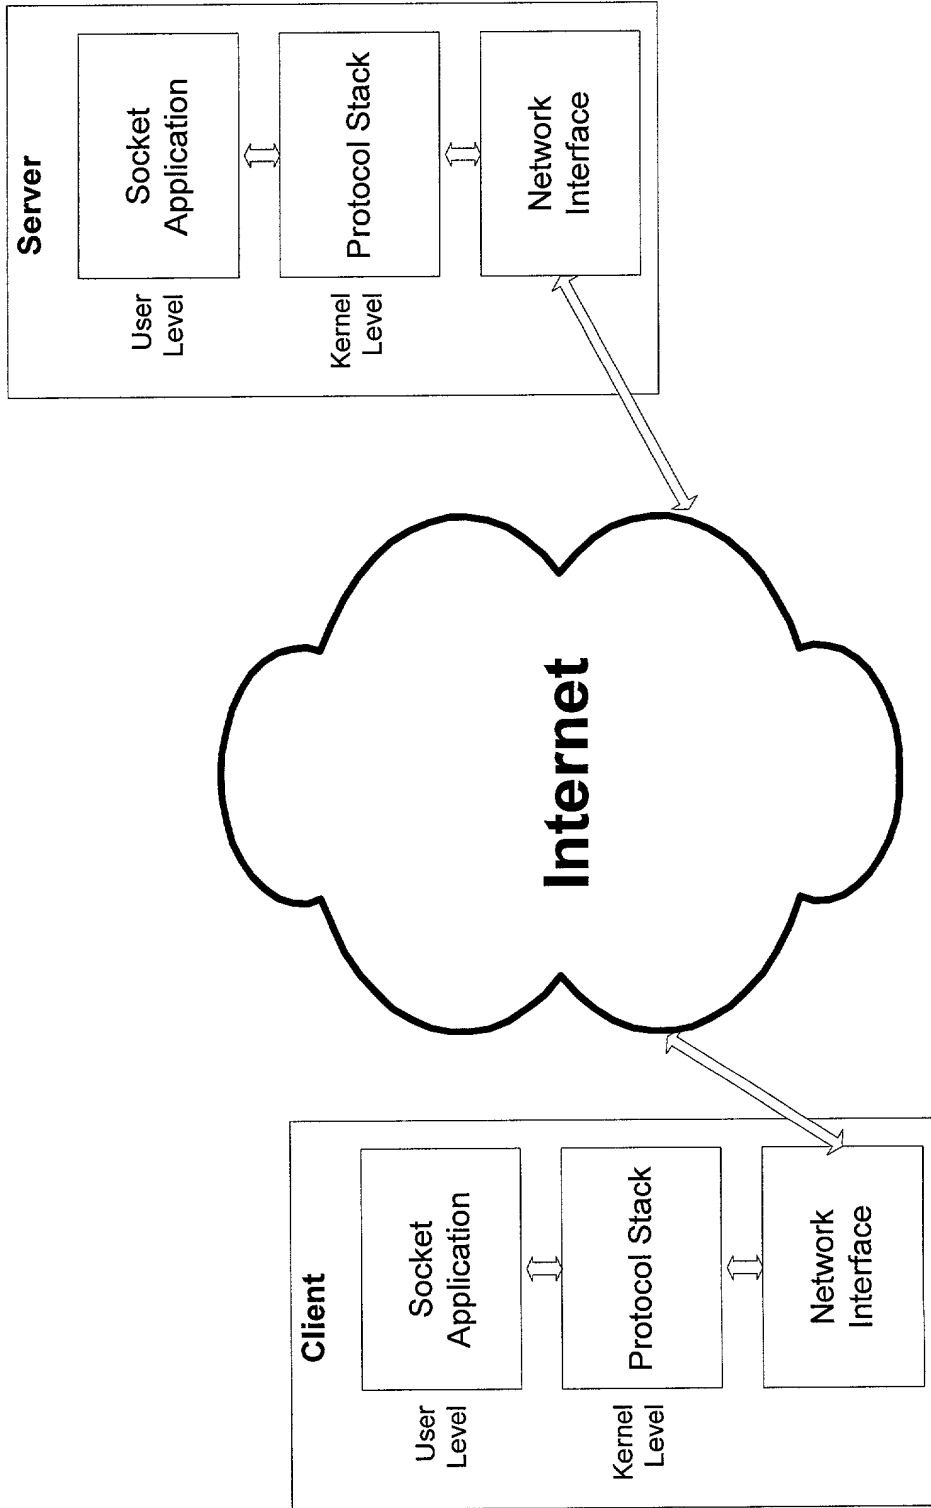 Client
User
Level
Socket
Application
Kernel
Level
Protocol Stack
Network
Interface
Internet
Server
User
Level
Socket
Application
Kernel
Level
Protocol Stack
Network
Interface